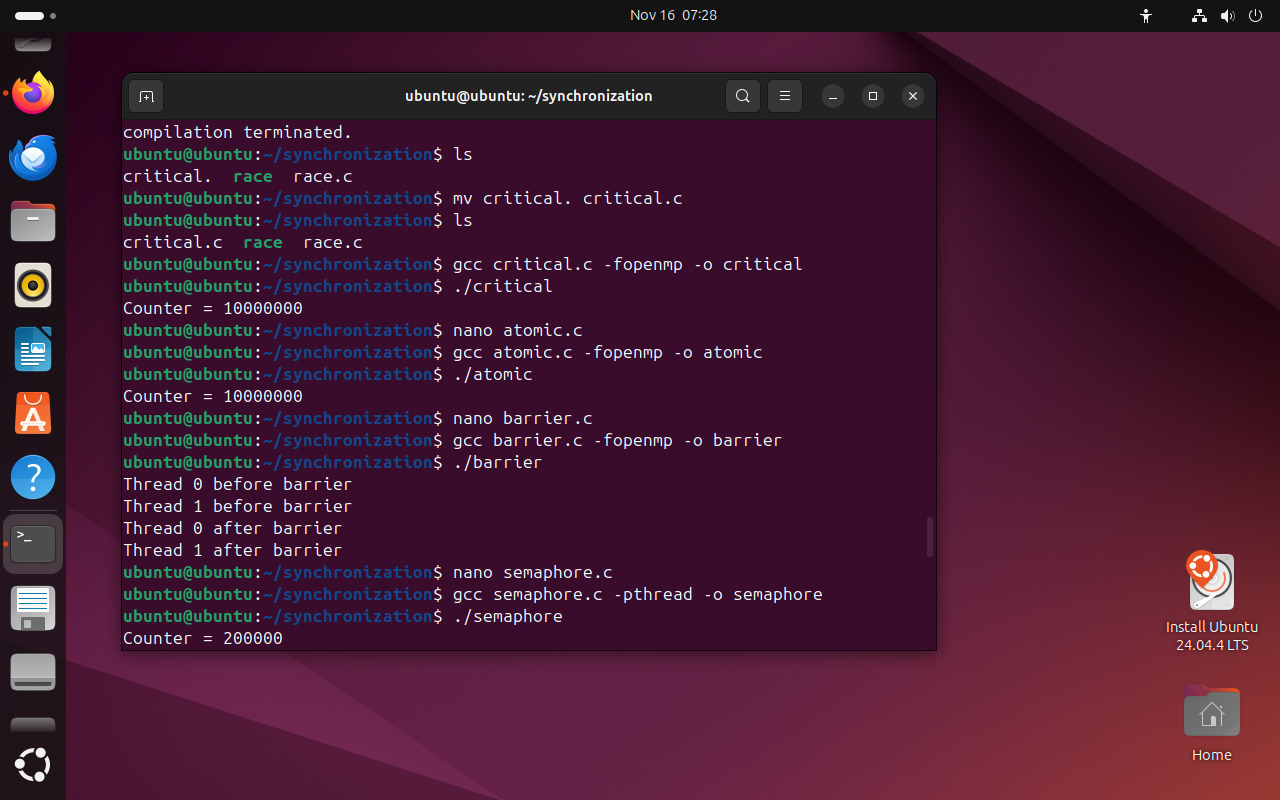 Nov 16 07:28
ubuntu@ubuntu: ~/synchronization
compilation terminated.
ubuntu@ubuntu:~/synchronization$ ls
critical.  race  race.c
ubuntu@ubuntu:~/synchronization$ mv critical. critical.c
ubuntu@ubuntu:~/synchronization$ ls
critical.c  race  race.c
ubuntu@ubuntu:~/synchronization$ gcc critical.c -fopenmp -o critical
ubuntu@ubuntu:~/synchronization$ ./critical
Counter = 10000000
ubuntu@ubuntu:~/synchronization$ nano atomic.c
ubuntu@ubuntu:~/synchronization$ gcc atomic.c -fopenmp -o atomic
ubuntu@ubuntu:~/synchronization$ ./atomic
Counter = 10000000
ubuntu@ubuntu:~/synchronization$ nano barrier.c
ubuntu@ubuntu:~/synchronization$ gcc barrier.c -fopenmp -o barrier
ubuntu@ubuntu:~/synchronization$ ./barrier
Thread 0 before barrier
Thread 1 before barrier
Thread 0 after barrier
Thread 1 after barrier
ubuntu@ubuntu:~/synchronization$ nano semaphore.c
ubuntu@ubuntu:~/synchronization$ gcc semaphore.c -pthread -o semaphore
ubuntu@ubuntu:~/synchronization$ ./semaphore
Counter = 200000
Install Ubuntu
24.04.4 LTS
Home